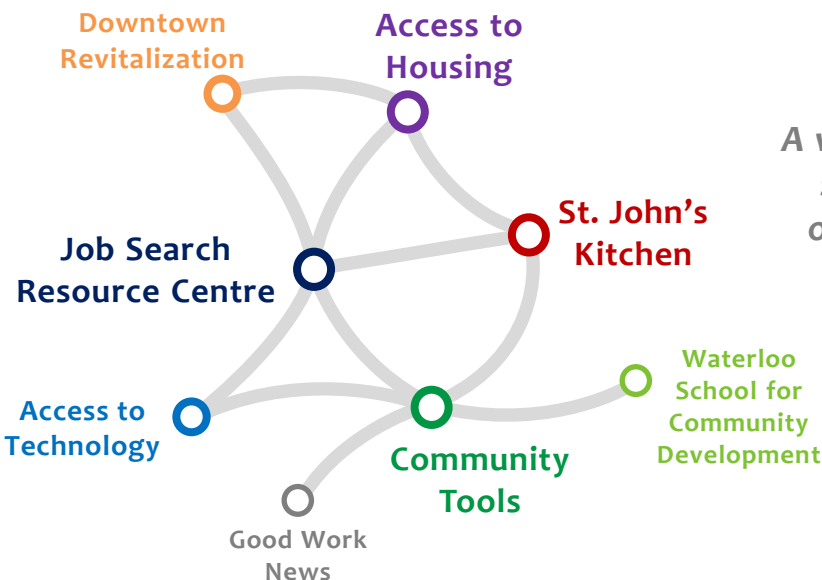 Downtown
Revitalization
Access to
Housing
A
St. John's
Kitchen
Job Search
Resource Centre
Waterloo
School for
Community
Development
Access to
Technology
Community
Tools
Good Work
News